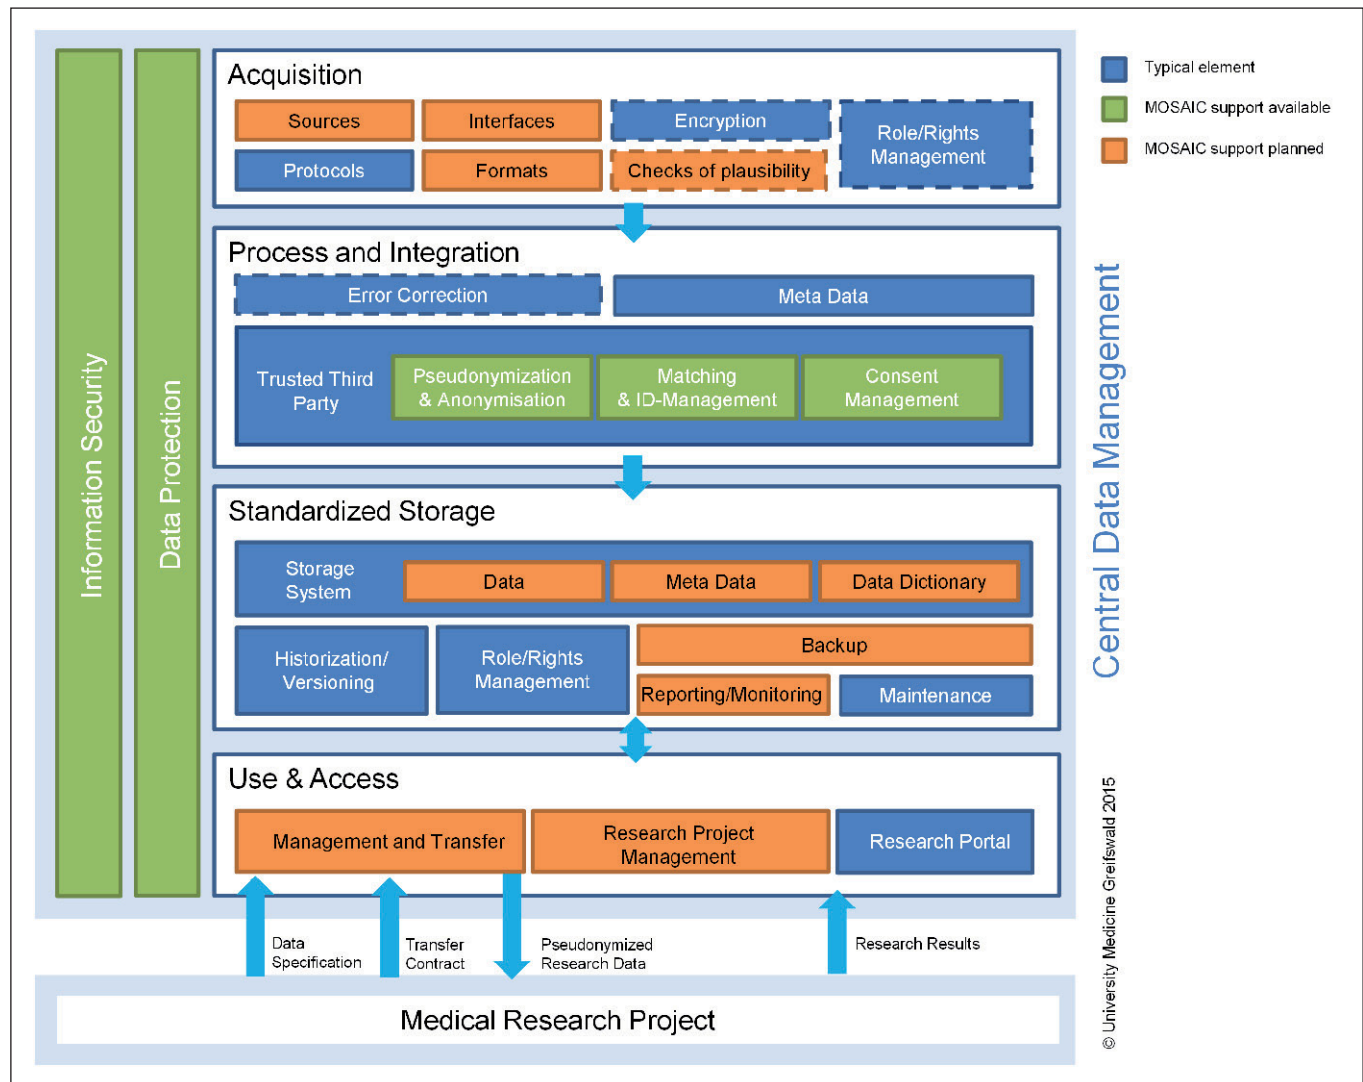 Acquisition
Sources
Interfaces
Encryption
Role/Rights
Management
Protocols
Formats
Checks of plausibility
Process and Integration
Error Correction
Meta Data
Trusted Third
Party
Pseudonymization
& Anonymisation
Matching
& ID-Management
Consent
Management
Standardized Storage
Storage
System
Data
Meta Data
Data Dictionary
Historization/
Versioning
Role/Rights
Management
Backup
Reporting/Monitoring
Maintenance
Use & Access
Management and Transfer
Research Project
Management
Research Portal
Information Security
Data Protection
Data
Specification
Transfer
Contract
Pseudonymized
Research Data
Research Results
Medical Research Project
Typical element
MOSAIC support available
MOSAIC support planned
Central Data Management
© University Medicine Greifswald 2015